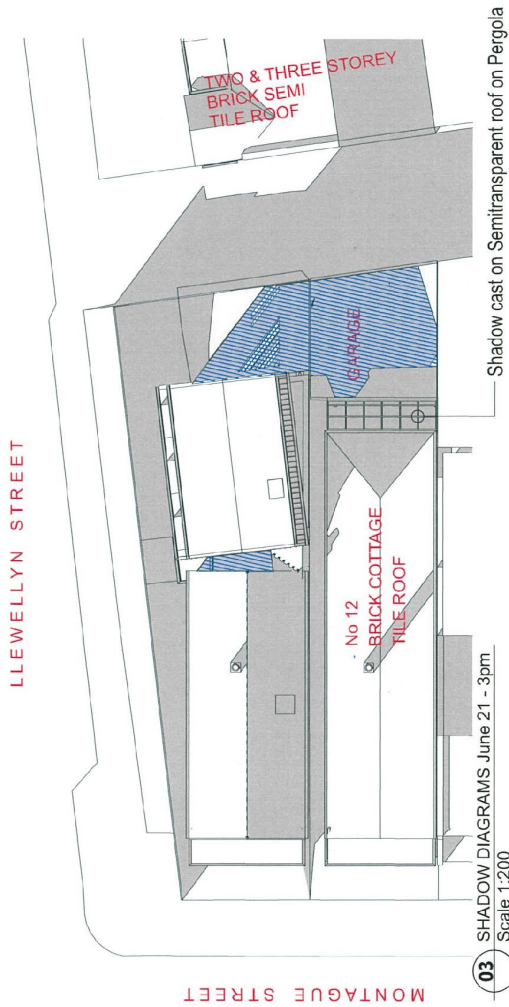 LLEWELLYN STREET
TWO & THREE STOREY
BRICK SEMI
TILE ROOF
GARAGE
No 12
BRICK COTTAGE
TILE ROOF
MONTAGUE STREET
Shadow cast on Semitransparent roof on Pergola
03
SHADOW DIAGRAMS June 21 - 3pm
Scale 1:200